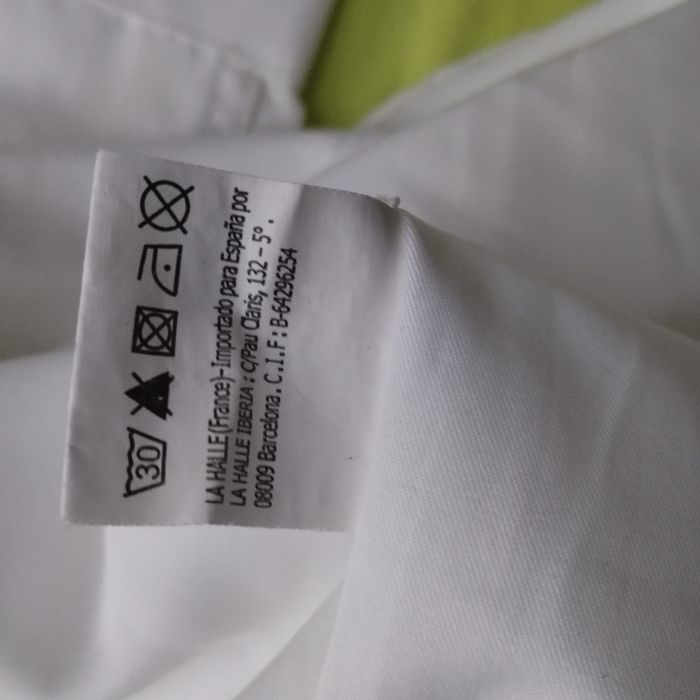 30
LA HALLE (France)- Importado para España por
LA HALLE IBERIA : C/Pau Claris, 132 – 5º .
08009 Barcelona. C.I.F: B-64296254